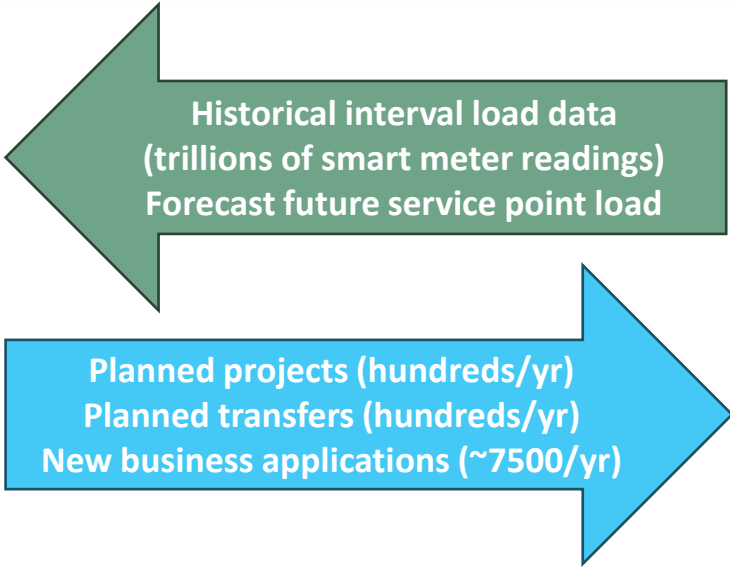 Historical interval load data
(trillions of smart meter readings)
Forecast future service point load
Planned projects (hundreds/yr)
Planned transfers (hundreds/yr)
New business applications (~7500/yr)